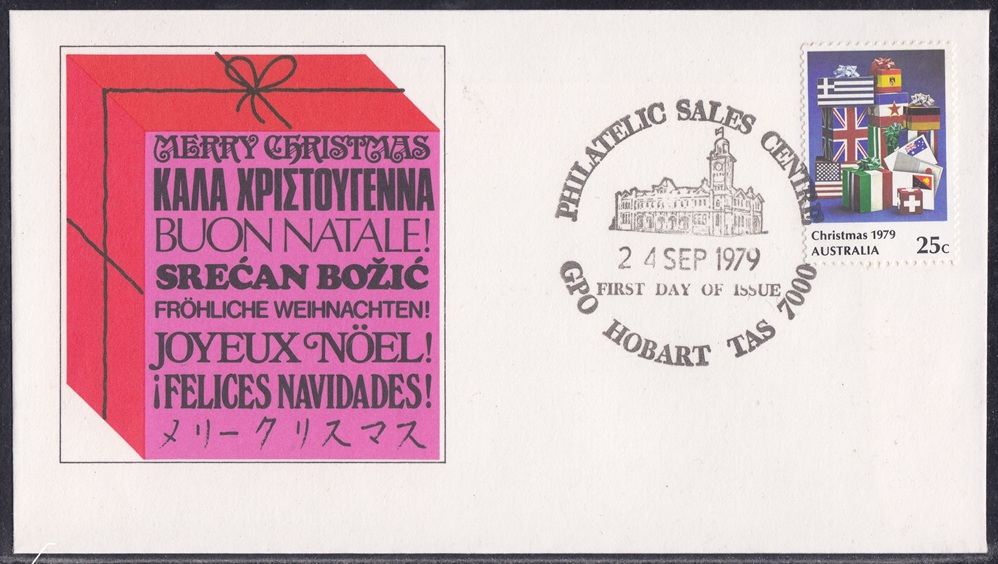 MERRY CHRISTMAS
ΚΑΛΑ ΧΡΙΣΤΟΥΓΕΝΝΑ
BUON NATALE!
SREĆAN BOŽIĆ
FRÖHLICHE WEIHNACHTEN!
JOYEUX NÖEL!
¡FELICES NAVIDADES!
メリークリスマス
PHILATELIC SALES CENTRE
24 SEP 1979
FIRST DAY OF ISSUE
GPO HOBART TAS 7000
Christmas 1979
AUSTRALIA 25c